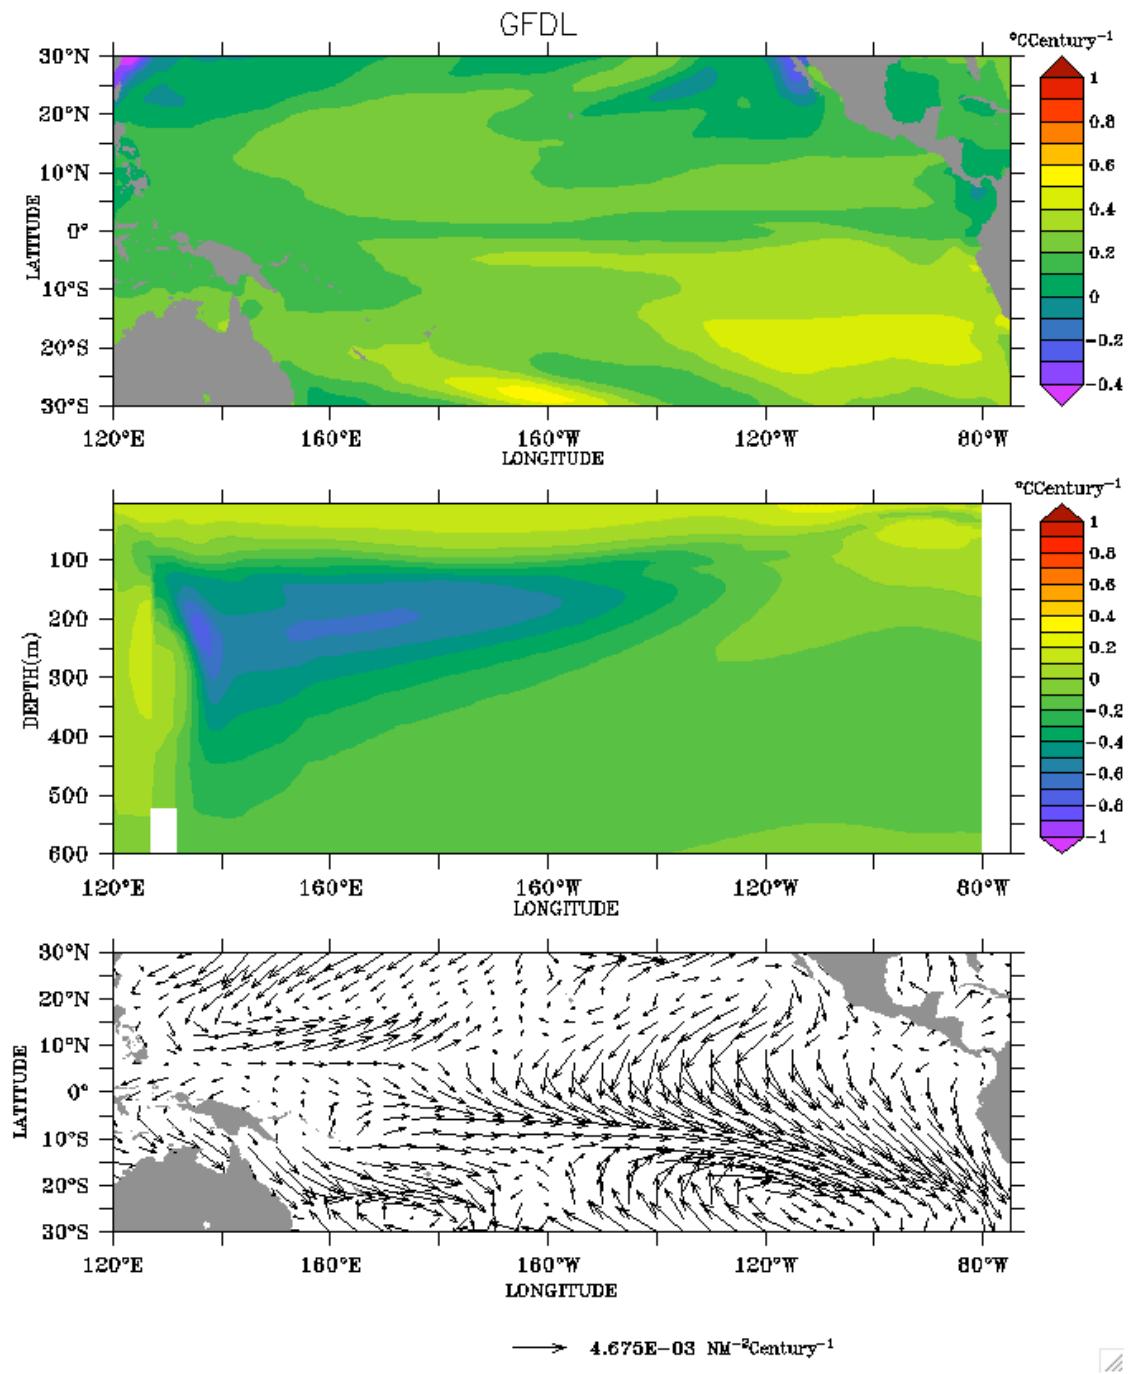 GFDL
°CCentury⁻¹
30°N
20°N
10°N
0°
10°S
20°S
30°S
LATITUDE
120°E 160°E 160°W 120°W 80°W
LONGITUDE
1
0.8
0.6
0.4
0.2
0
-0.2
-0.4
°CCentury⁻¹
100
200
300
400
500
600
DEPTH(m)
120°E 160°E 160°W 120°W 80°W
LONGITUDE
1
0.8
0.6
0.4
0.2
0
-0.2
-0.4
-0.6
-0.8
-1
30°N
20°N
10°N
0°
10°S
20°S
30°S
LATITUDE
120°E 160°E 160°W 120°W 80°W
LONGITUDE
4.675E-03 NM⁻²Century⁻¹